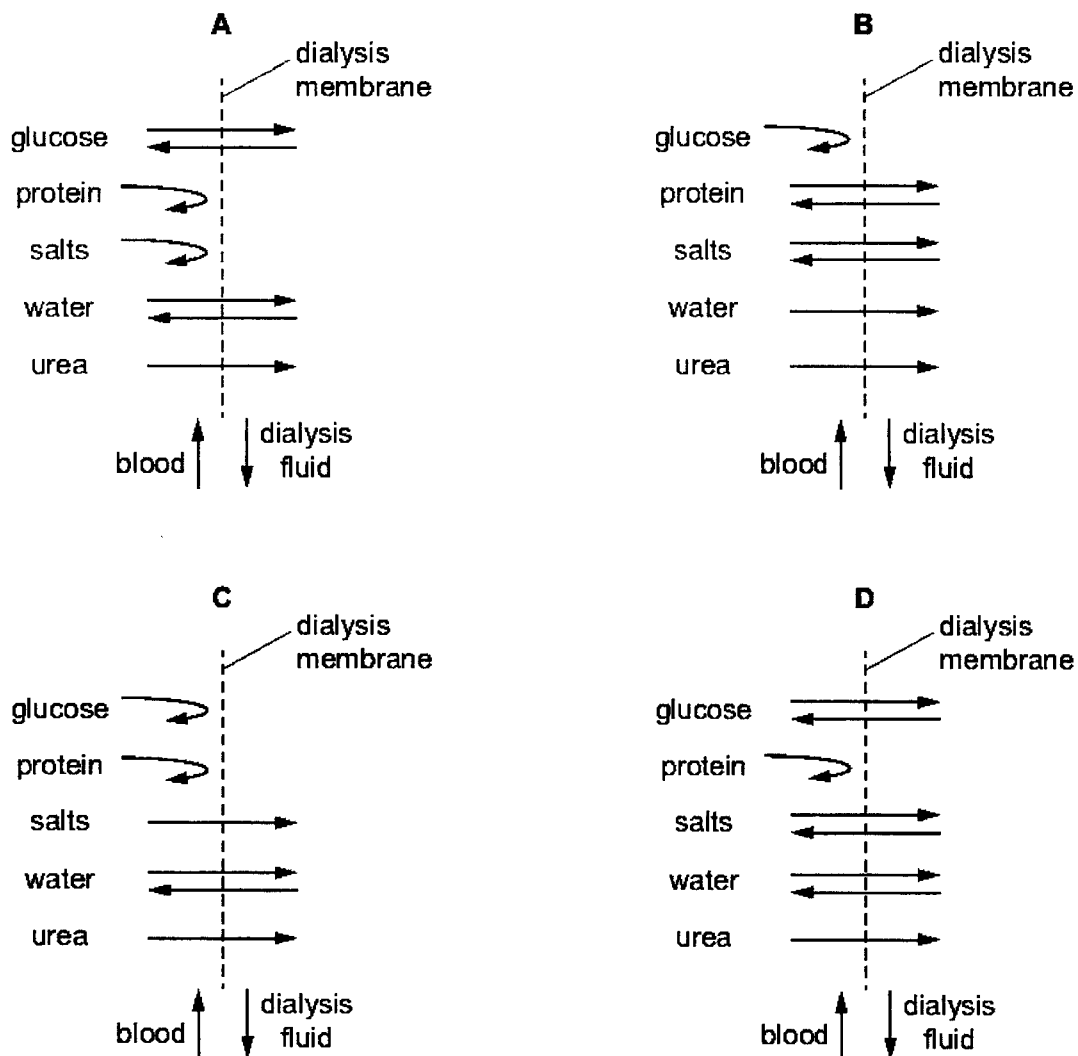 A
dialysis
membrane
glucose
protein
salts
water
urea
blood
dialysis
fluid
B
dialysis
membrane
glucose
protein
salts
water
urea
blood
dialysis
fluid
C
dialysis
membrane
glucose
protein
salts
water
urea
blood
dialysis
fluid
D
dialysis
membrane
glucose
protein
salts
water
urea
blood
dialysis
fluid